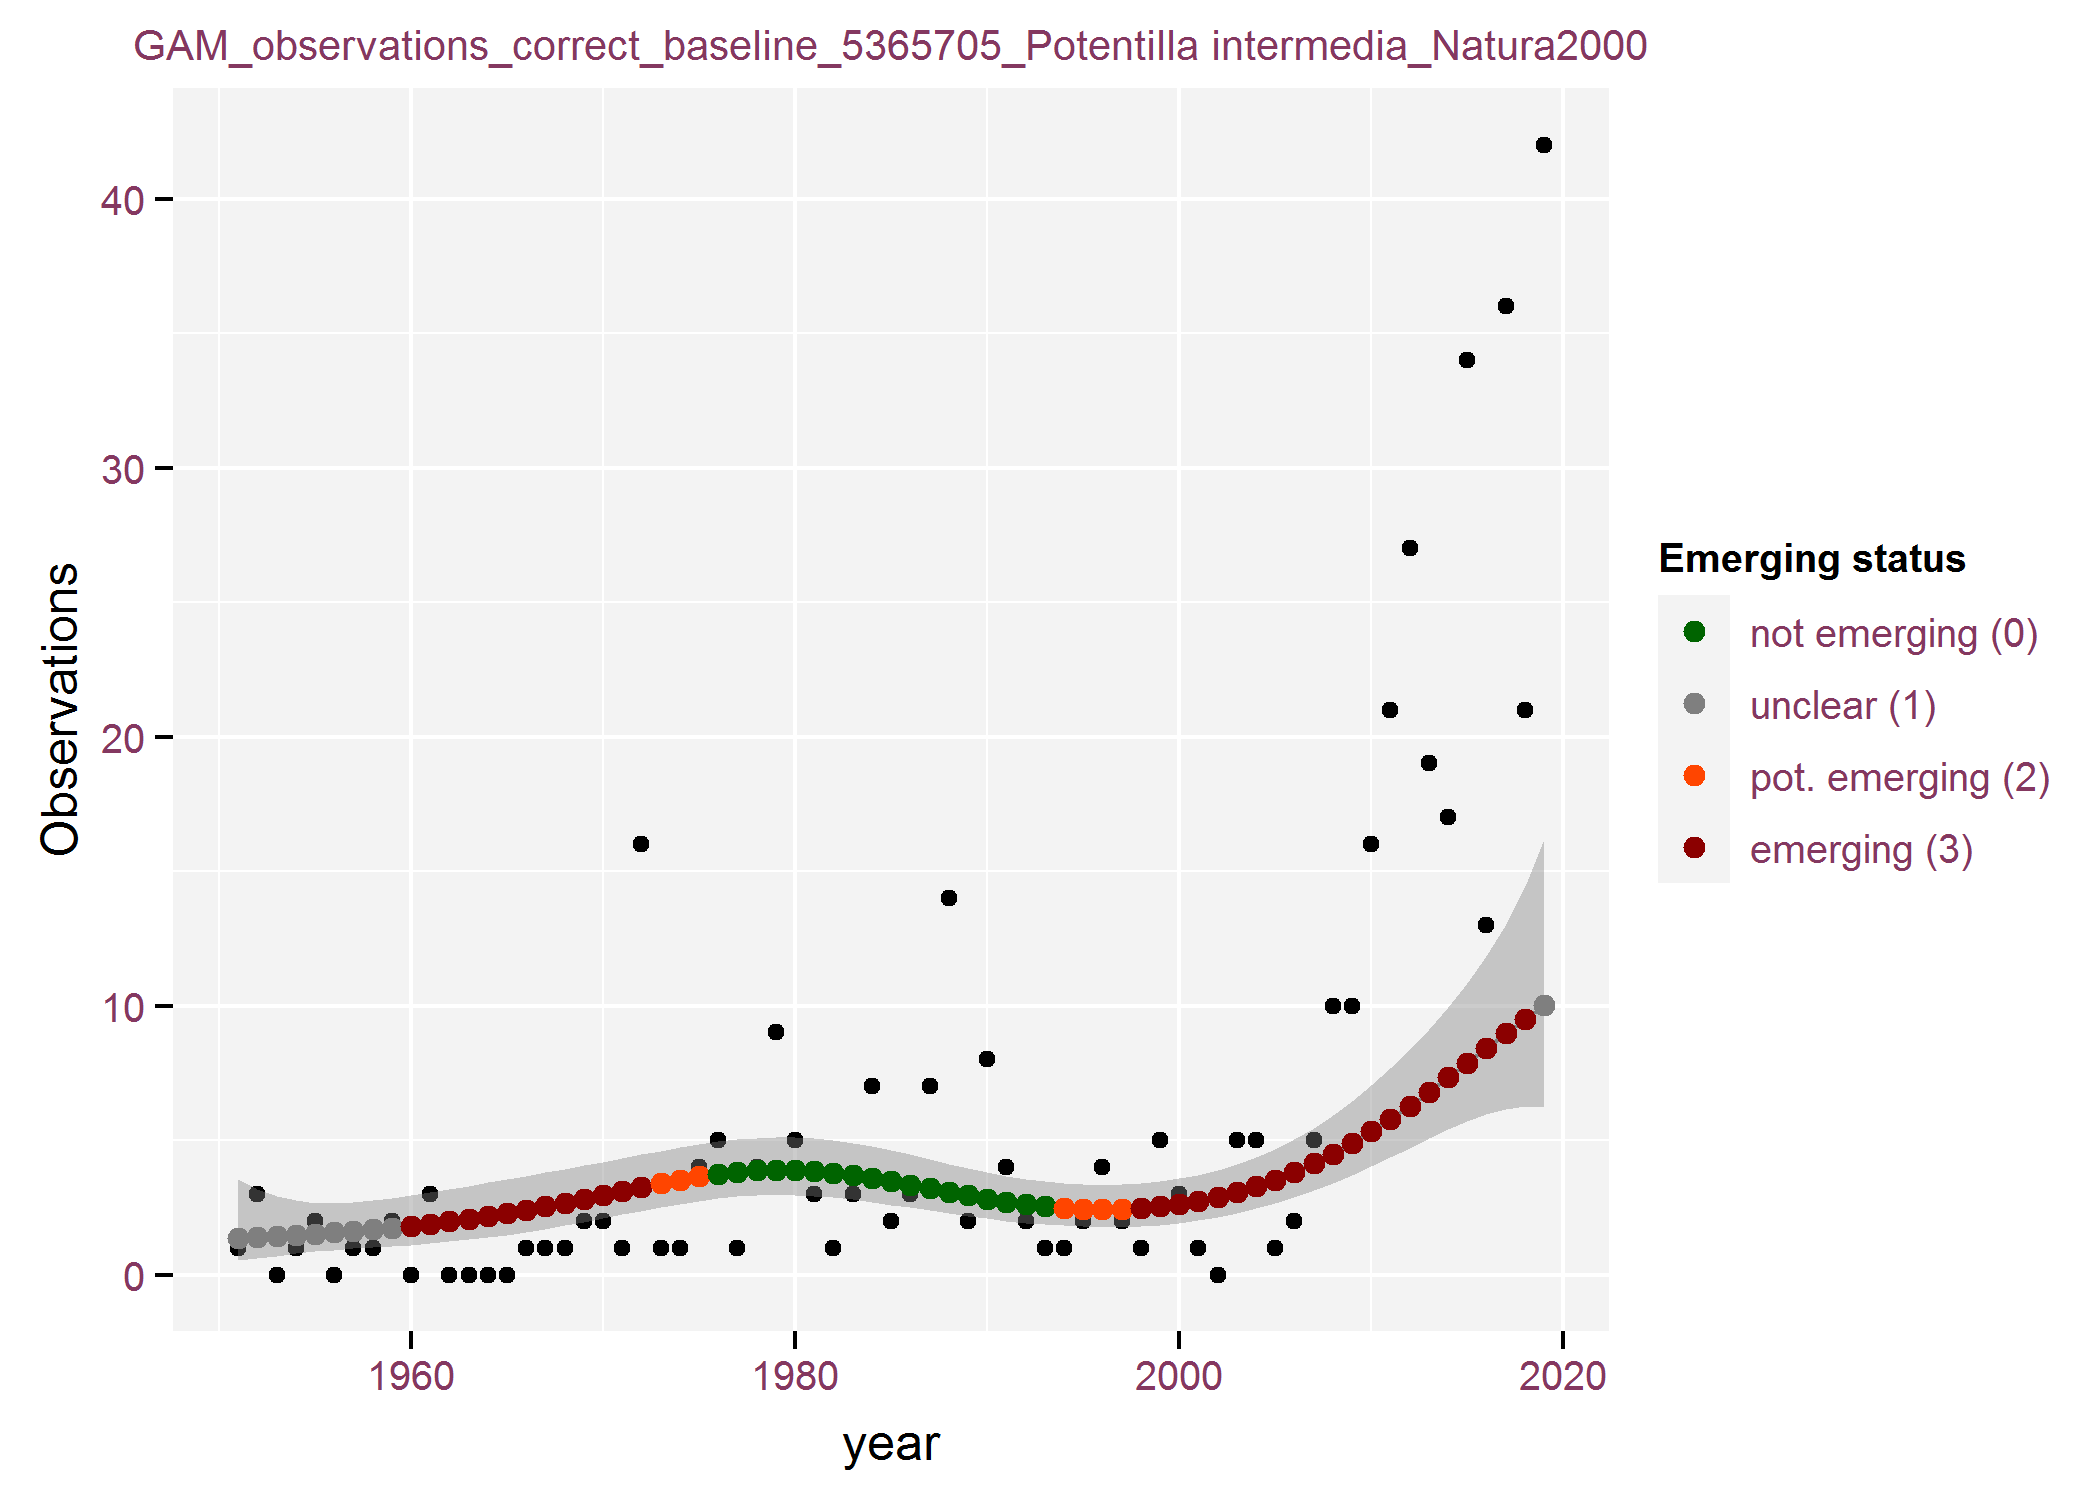 GAM_observations_correct_baseline_5365705_Potentilla intermedia_Natura2000
Observations
40
30
20
10
0
1960 1980 2000 2020
year
Emerging status
not emerging (0)
unclear (1)
pot. emerging (2)
emerging (3)